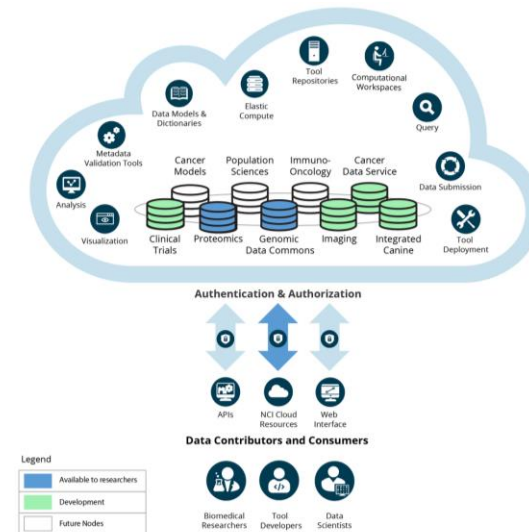 Tool
Repositories
Computational
Workspaces
Elastic
Compute
Data Models &
Dictionaries
Query
Metadata
Validation Tools
Cancer
Models
Population
Sciences
Immuno-
Oncology
Cancer
Data Service
Data Submission
Analysis
Visualization
Clinical
Trials
Proteomics
Genomic
Data Commons
Imaging
Integrated
Canine
Tool
Deployment
Authentication & Authorization
APIs
NCI Cloud
Resources
Web
Interface
Data Contributors and Consumers
Legend
Available to researchers
Development
Future Nodes
Biomedical
Researchers
Tool
Developers
Data
Scientists